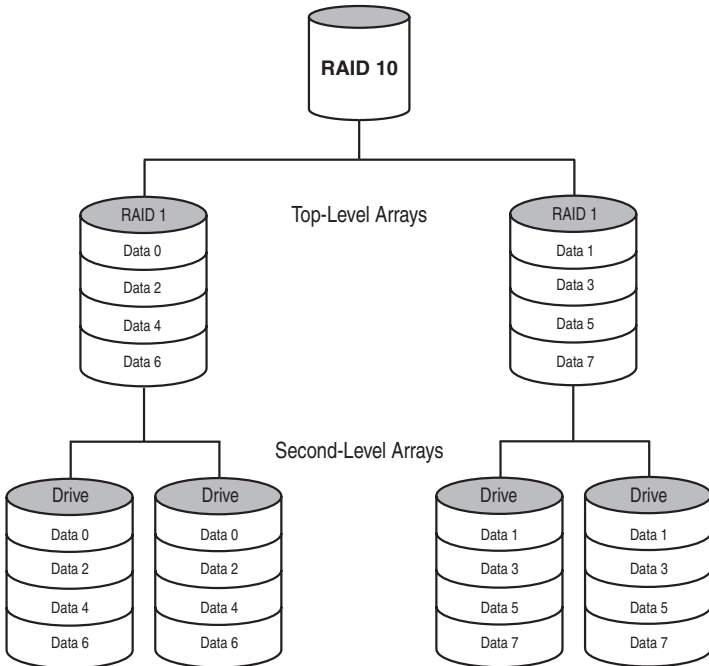 RAID 10
Top-Level Arrays
RAID 1
Data 0
Data 2
Data 4
Data 6
RAID 1
Data 1
Data 3
Data 5
Data 7
Second-Level Arrays
Drive
Data 0
Data 2
Data 4
Data 6
Drive
Data 0
Data 2
Data 4
Data 6
Drive
Data 1
Data 3
Data 5
Data 7
Drive
Data 1
Data 3
Data 5
Data 7